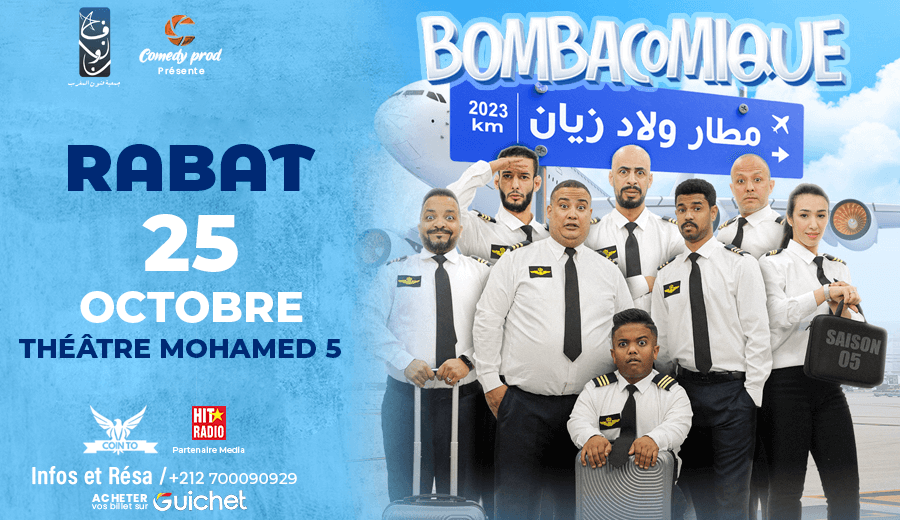 Comedy prod
Présente
BOMBACOMIQUE
2023
km
مطار ولاد زيان
RABAT
25
OCTOBRE
THÉÂTRE MOHAMED 5
SAISON
05
COIN TO
HIT
RADIO
Partenaire Media
Infos et Résa / +212 700090929
ACHETER
vos billet sur
Guichet